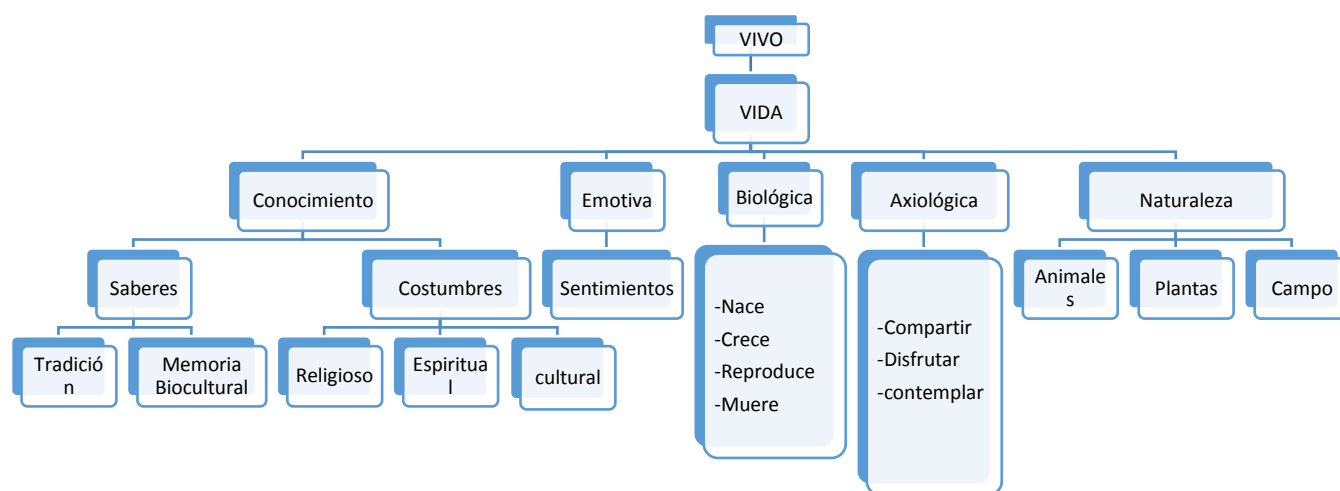 VIVO
VIDA
Conocimiento
Emotiva
Biológica
Axiológica
Naturaleza
Saberes
Costumbres
Sentimientos
-Nace
-Crece
-Reproduce
-Muere
-Compartir
-Disfrutar
-contemplar
Animale
s
Plantas
Campo
Tradició
n
Memoria
Biocultural
Religioso
Espiritua
l
cultural